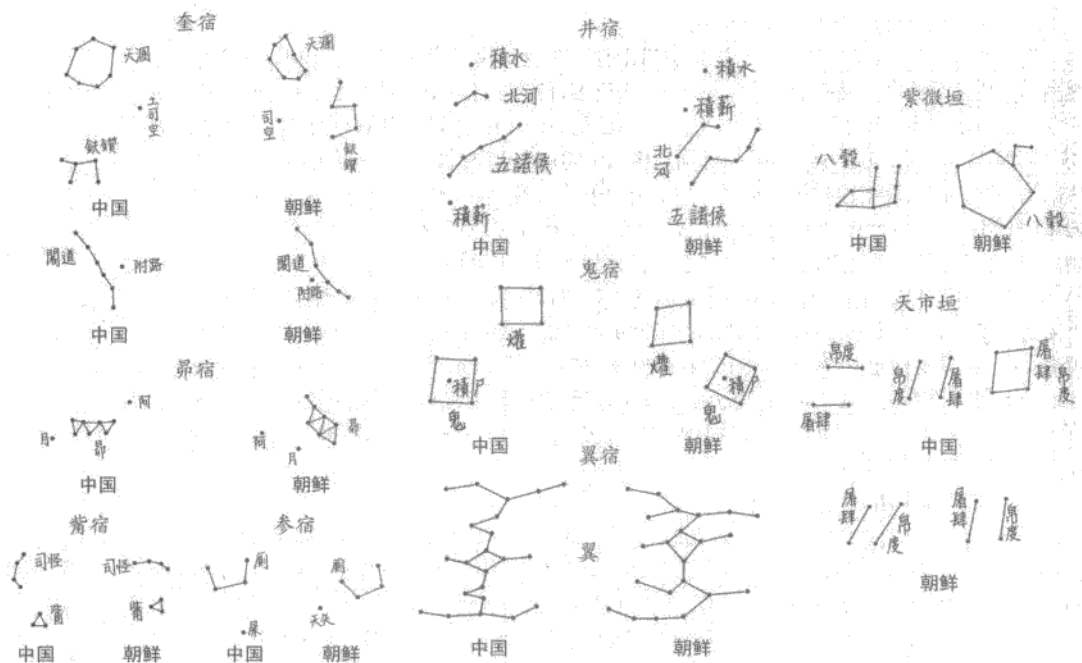 奎宿
天溷
天溷
土司空
司空
鈇鑕
鈇鑕
中国
朝鲜
閣道
附路
閣道
附路
中国
朝鲜
昴宿
阿
月
昴
阿
月
昴
中国
朝鲜
觜宿
司怪
司怪
觜
觜
中国
朝鲜
参宿
厠
厠
屎
天矢
中国
朝鲜
井宿
積水
積水
北河
積薪
五諸侯
北河
積薪
五諸侯
中国
朝鲜
鬼宿
爟
爟
積尸
鬼
積尸
鬼
中国
朝鲜
翼宿
翼
中国
朝鲜
紫微垣
八穀
八穀
中国
朝鲜
天市垣
帛度
屠肆
帛度
屠肆
屠肆
帛度
中国
屠肆
帛度
屠肆
帛度
朝鲜